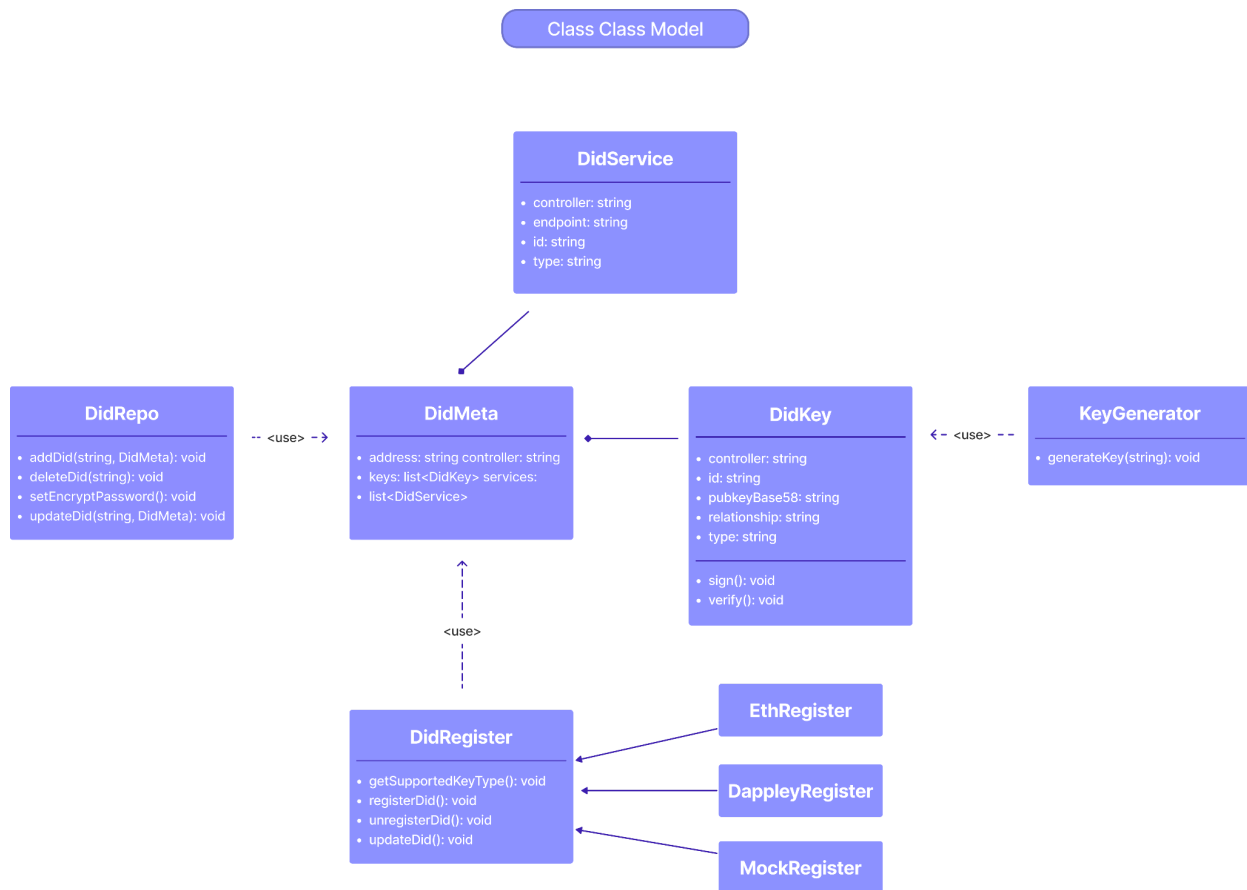 Class Class Model
DidService
• controller: string
• endpoint: string
• id: string
• type: string
DidRepo
• addDid(string, DidMeta): void
• deleteDid(string): void
• setEncryptPassword(): void
• updateDid(string, DidMeta): void
<use>
DidMeta
• address: string controller: string
• keys: list<DidKey> services:
• list<DidService>
DidKey
• controller: string
• id: string
• pubkeyBase58: string
• relationship: string
• type: string
• sign(): void
• verify(): void
<use>
KeyGenerator
• generateKey(string): void
<use>
DidRegister
• getSupportedKeyType(): void
• registerDid(): void
• unregisterDid(): void
• updateDid(): void
EthRegister
DappleyRegister
MockRegister